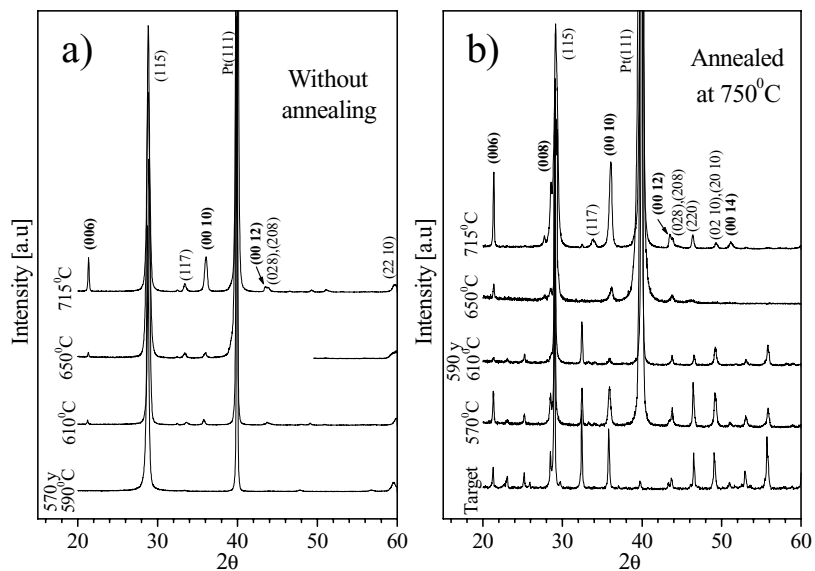 a)
(115)
Pt(111)
Without
annealing
(006)
(117)
(00 10)
(00 12)
(028),(208)
(22 10)
715⁰C
650⁰C
610⁰C
570 y
590⁰C
Intensity [a.u]
20 30 40 50 60
2θ
b)
(115)
Pt(111)
Annealed
at 750⁰C
(006)
(008)
(117)
(00 10)
(00 12)
(028),(208)
(220)
(02 10),(20 10)
(00 14)
715⁰C
650⁰C
590 y
610⁰C
570⁰C
Target
Intensity [a.u]
20 30 40 50 60
2θ